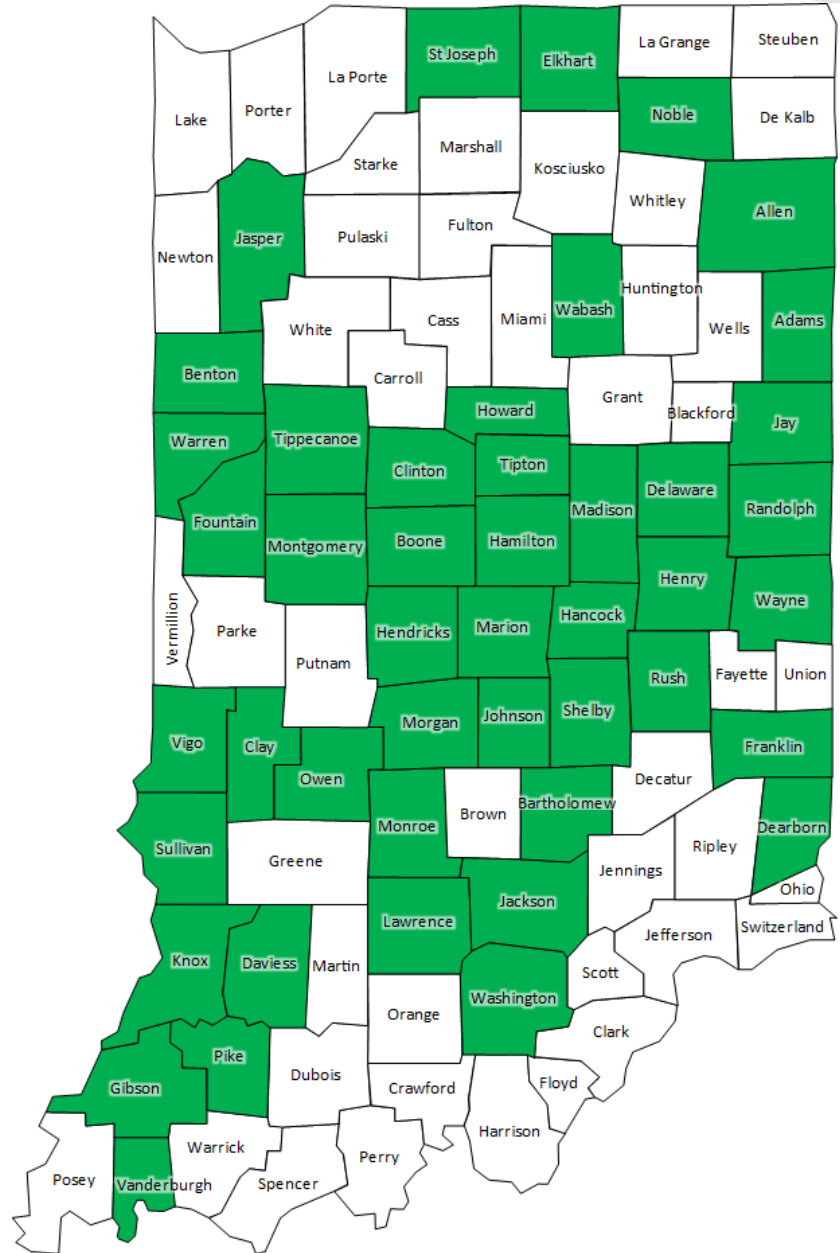 St Joseph
Elkhart
La Grange
Steuben
La Porte
Lake
Porter
Noble
De Kalb
Starke
Marshall
Kosciusko
Whitley
Allen
Newton
Jasper
Pulaski
Fulton
Huntington
Wabash
White
Cass
Miami
Wells
Adams
Benton
Carroll
Grant
Blackford
Howard
Jay
Warren
Tippecanoe
Clinton
Tipton
Delaware
Madison
Randolph
Fountain
Montgomery
Boone
Hamilton
Henry
Wayne
Vermillion
Parke
Hendricks
Marion
Hancock
Putnam
Rush
Fayette
Union
Vigo
Clay
Morgan
Johnson
Shelby
Franklin
Owen
Decatur
Monroe
Brown
Bartholomew
Dearborn
Sullivan
Greene
Ripley
Jennings
Ohio
Lawrence
Jackson
Switzerland
Jefferson
Knox
Daviess
Martin
Scott
Washington
Orange
Clark
Pike
Dubois
Gibson
Crawford
Floyd
Harrison
Warrick
Perry
Posey
Vanderburgh
Spencer